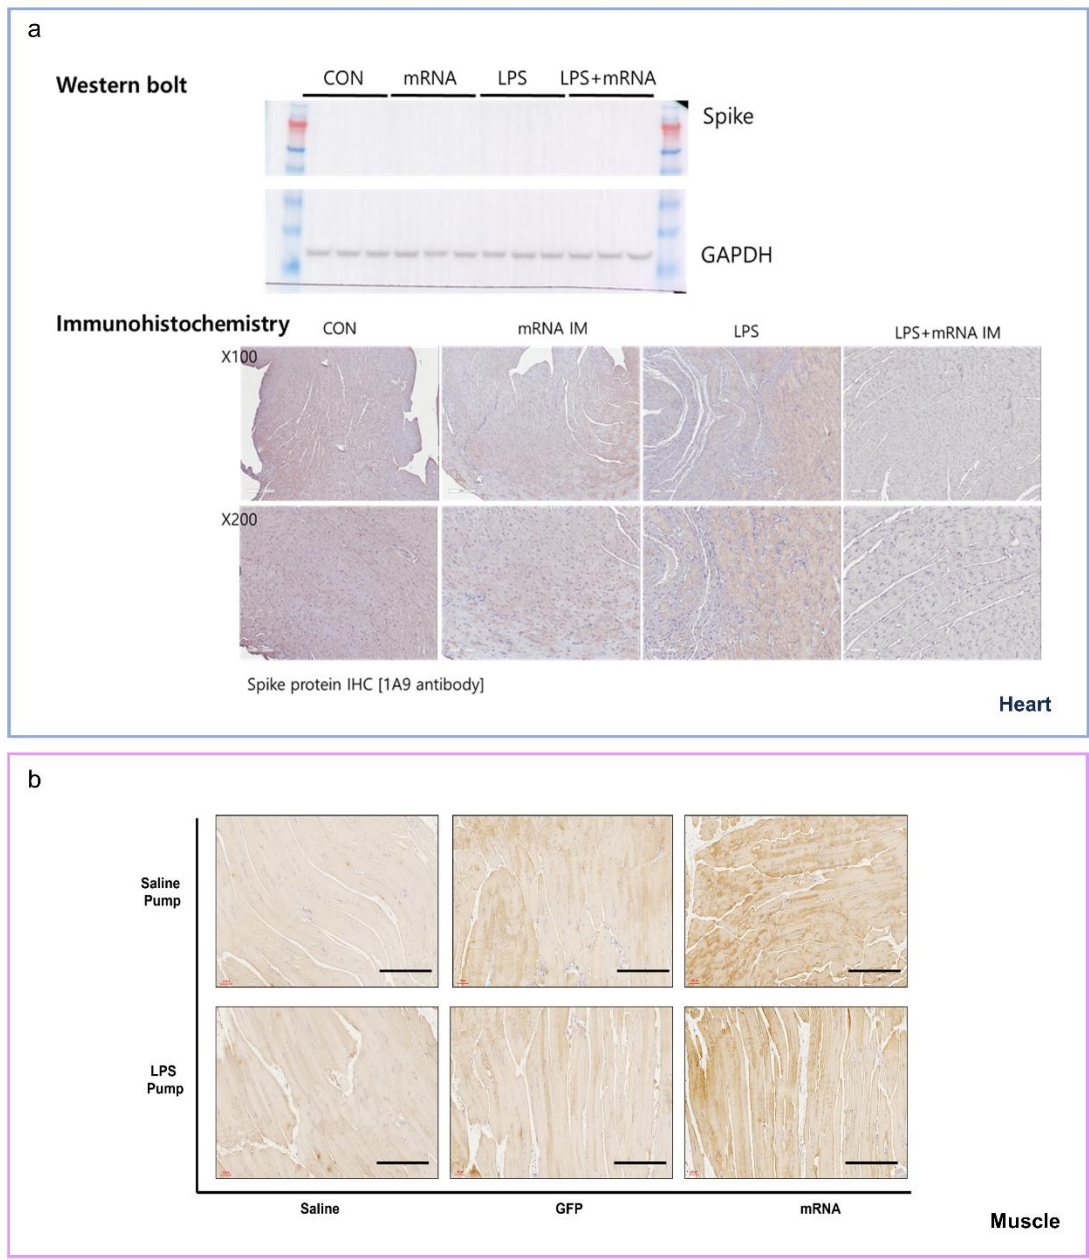 a
Western bolt
CON mRNA LPS LPS+mRNA
Spike
GAPDH
Immunohistochemistry
CON mRNA IM LPS LPS+mRNA IM
X100
X200
Spike protein IHC [1A9 antibody]
Heart
b
Saline
Pump
LPS
Pump
Saline GFP mRNA
Muscle